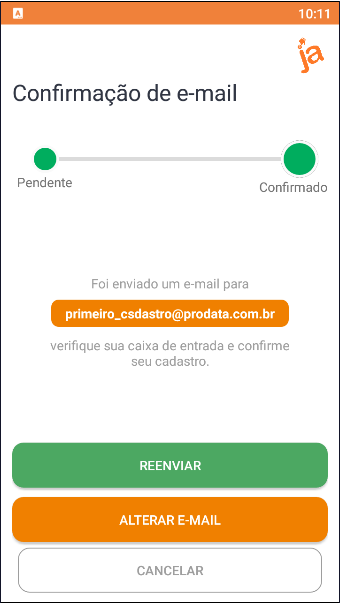 A
10:11
ja
Confirmação de e-mail
Pendente
Confirmado
Foi enviado um e-mail para
primeiro_csdastro@prodata.com.br
verifique sua caixa de entrada e confirme
seu cadastro.
REENVIAR
ALTERAR E-MAIL
CANCELAR